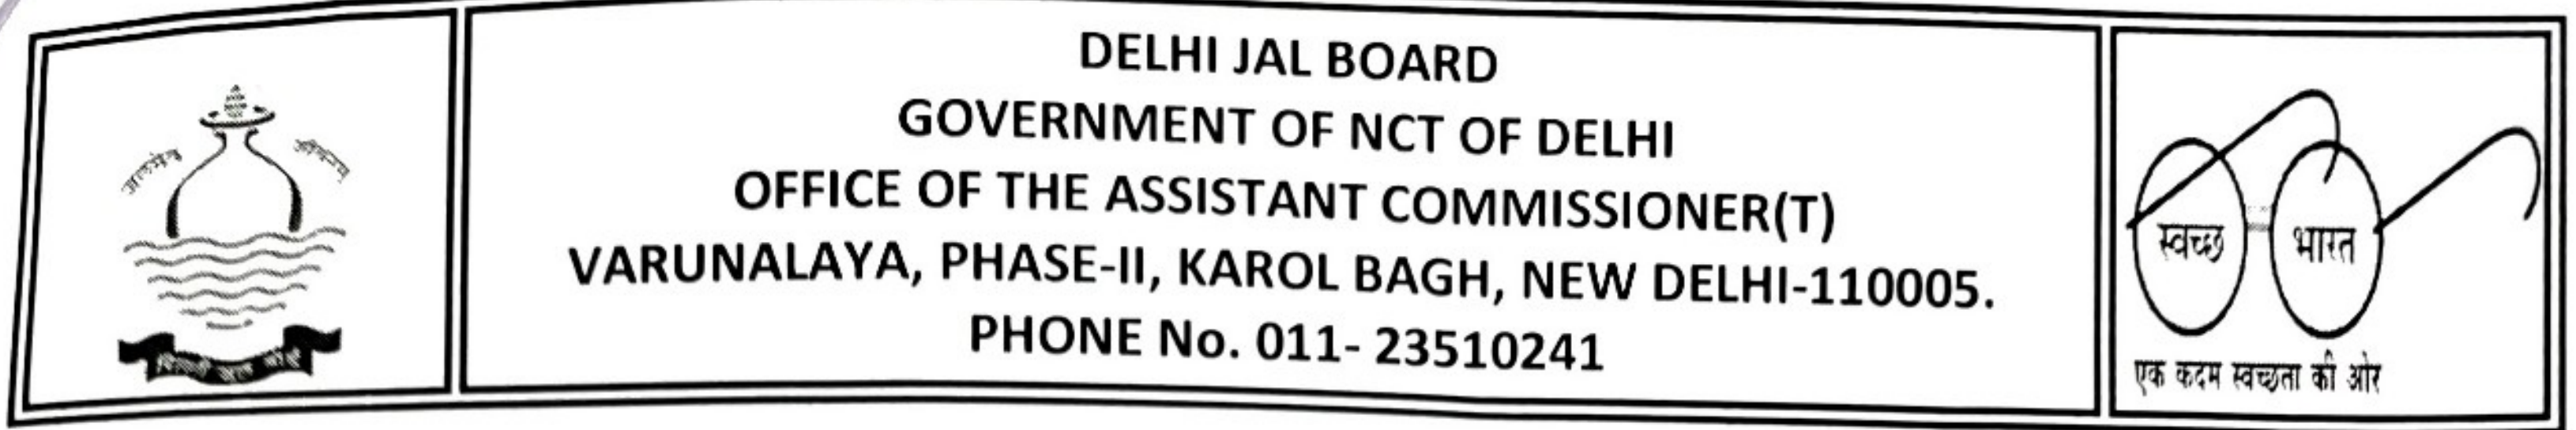 DELHI JAL BOARD
GOVERNMENT OF NCT OF DELHI
OFFICE OF THE ASSISTANT COMMISSIONER(T)
VARUNALAYA, PHASE-II, KAROL BAGH, NEW DELHI-110005.
PHONE No. 011- 23510241
स्वच्छ भारत
एक कदम स्वच्छता की ओर